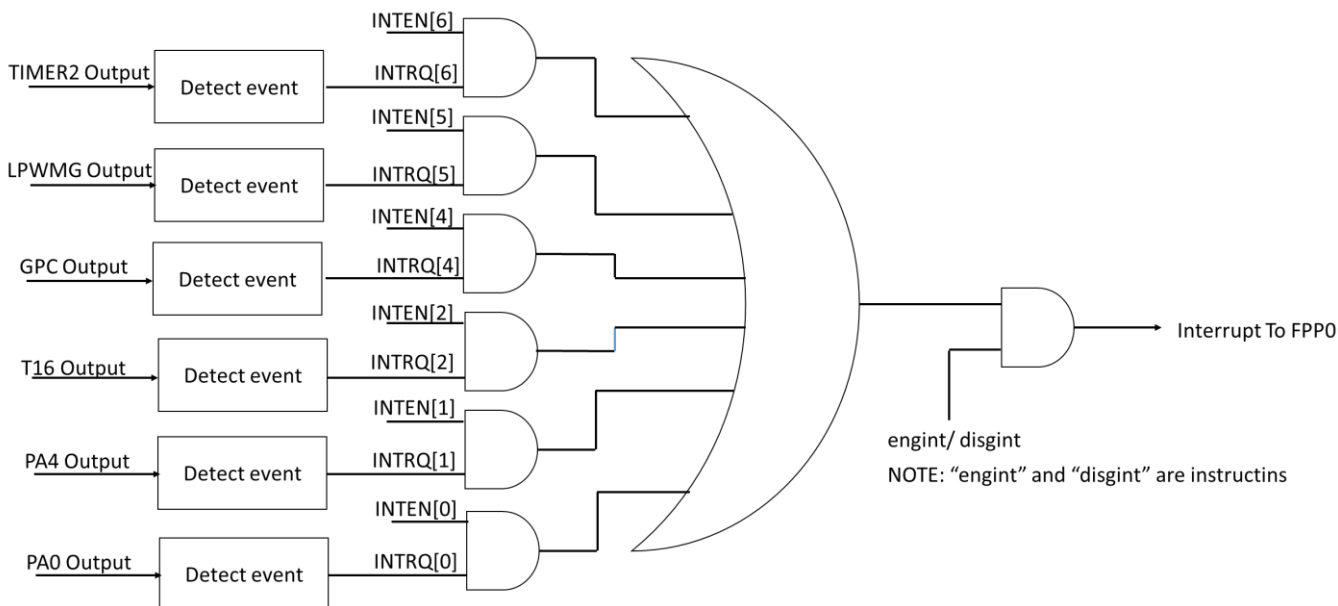 INTEN[6]
TIMER2 Output
Detect event
INTRQ[6]
INTEN[5]
LPWMG Output
Detect event
INTRQ[5]
INTEN[4]
GPC Output
Detect event
INTRQ[4]
INTEN[2]
T16 Output
Detect event
INTRQ[2]
INTEN[1]
PA4 Output
Detect event
INTRQ[1]
INTEN[0]
PA0 Output
Detect event
INTRQ[0]
Interrupt To FPP0
engint/ disgint
NOTE: “engint” and “disgint” are instructins